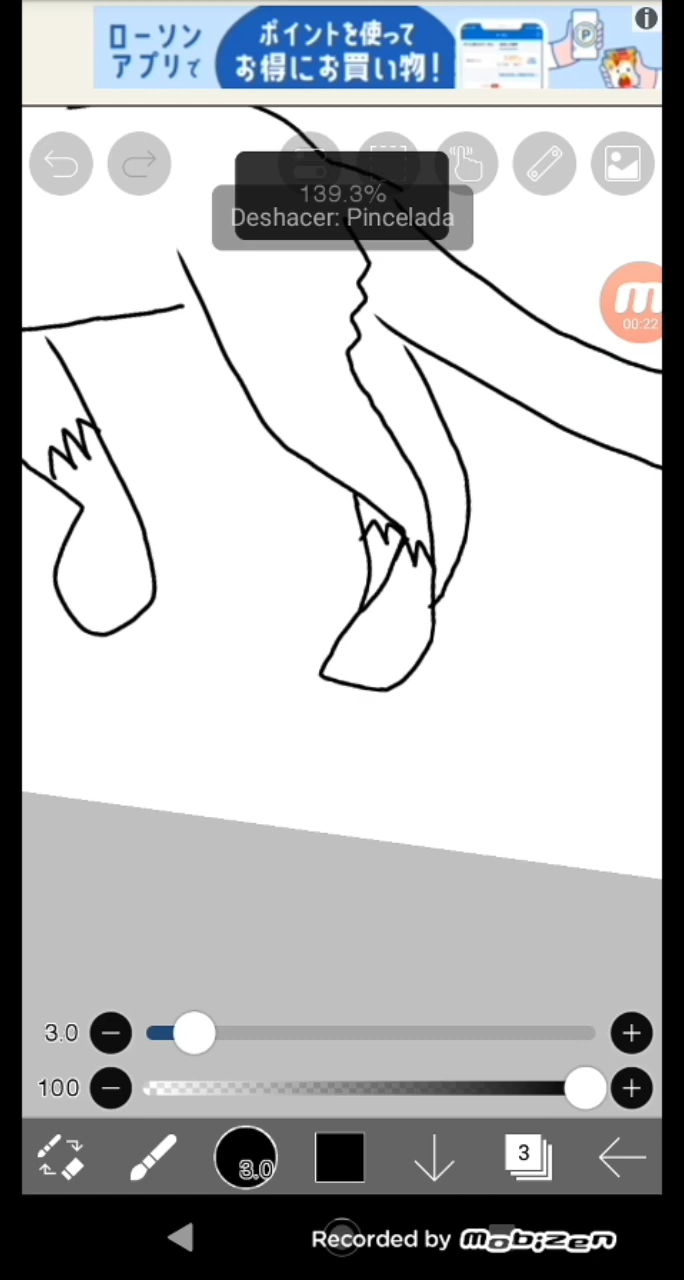 ローソン
アプリで
ポイントを使って
お得にお買い物!
P
139.3%
Deshacer: Pincelada
00:22
3.0
100
3.0
3
Recorded by mobizen